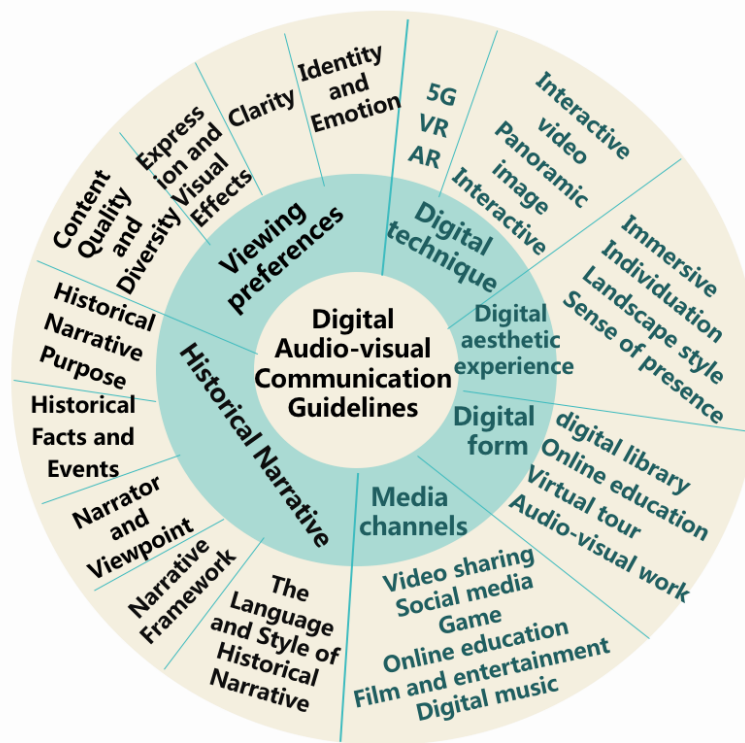 Digital
Audio-visual
Communication
Guidelines
Viewing
preferences
Digital
technique
Digital
aesthetic
experience
Digital
form
Media
channels
Historical Narrative
Content
Quality
and
Diversity
Express
ion and
Visual
Effects
Clarity
Identity
and
Emotion
5G
VR
AR
Interactive
video
Panoramic
image
Interactive
Immersive
Individuation
Landscape style
Sense of presence
digital library
Online education
Virtual tour
Audio-visual work
Video sharing
Social media
Game
Online education
Film and entertainment
Digital music
The
Language
and Style of
Historical
Narrative
Narrative
Framework
Narrator
and
Viewpoint
Historical
Facts and
Events
Historical
Narrative
Purpose